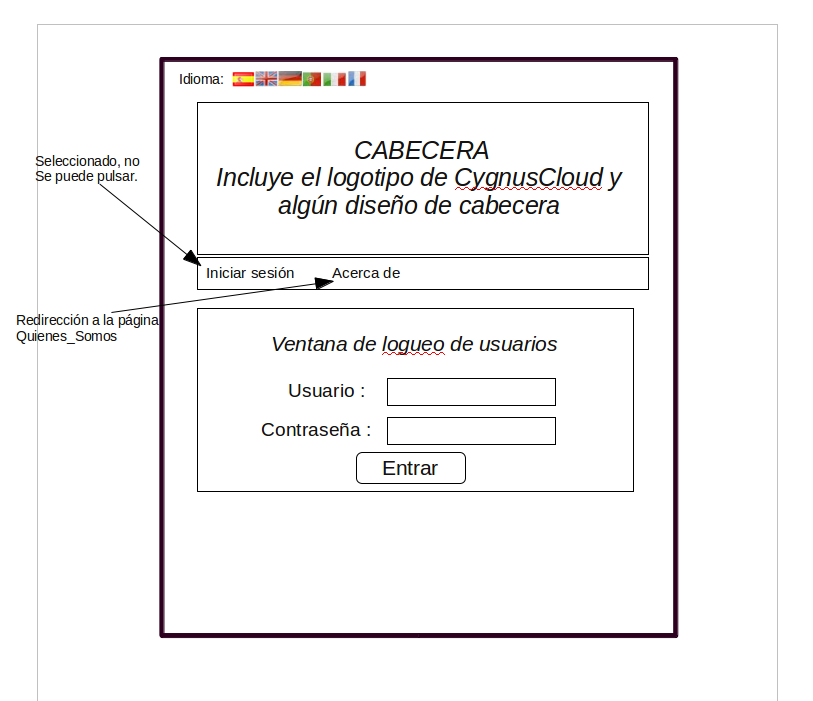 Idioma:
CABECERA
Incluye el logotipo de CygnusCloud y
algún diseño de cabecera
Seleccionado, no
Se puede pulsar.
Iniciar sesión Acerca de
Redirección a la página
Quienes_Somos
Ventana de logueo de usuarios
Usuario :
Contraseña :
Entrar